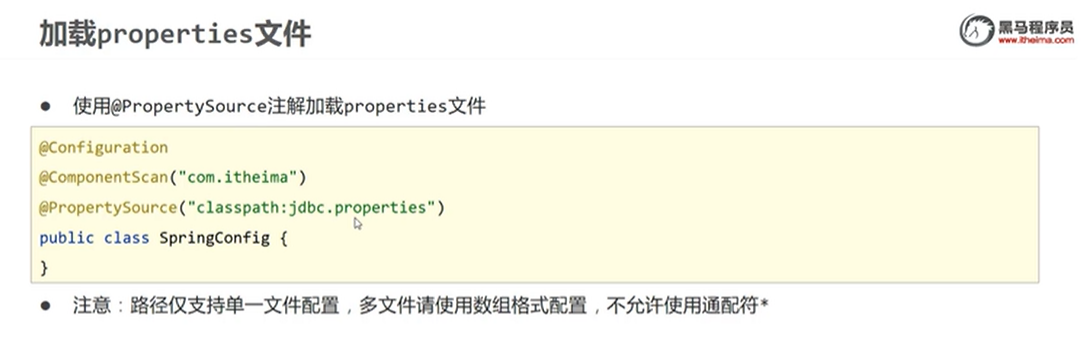 加载properties文件
黑马程序员
www.itheima.com
● 使用@PropertySource注解加载properties文件
@Configuration
@ComponentScan("com.itheima")
@PropertySource("classpath:jdbc.properties")
public class SpringConfig {
}
● 注意：路径仅支持单一文件配置，多文件请使用数组格式配置，不允许使用通配符*